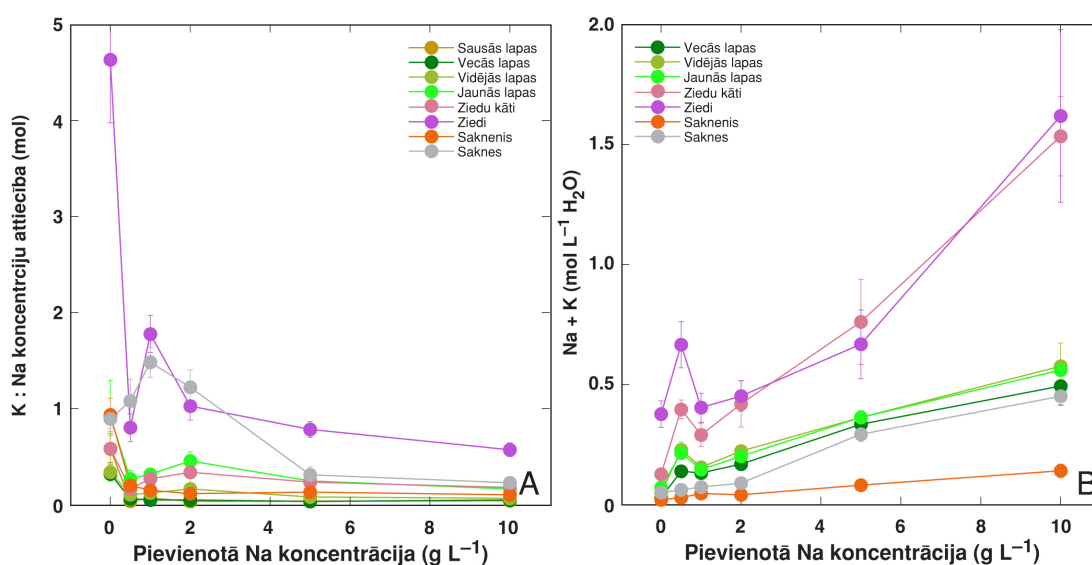 5
4
3
2
1
0
K : Na koncentrciju attiecība (mol)
Sausās lapas
Vecās lapas
Vidējās lapas
Jaunās lapas
Ziedu kāti
Ziedi
Saknenis
Saknes
A
0 2 4 6 8 10
Pievienotā Na koncentrācija (g L⁻¹)
2.0
1.5
1.0
0.5
0.0
Na + K (mol L⁻¹ H₂O)
Vecās lapas
Vidējās lapas
Jaunās lapas
Ziedu kāti
Ziedi
Saknenis
Saknes
B
0 2 4 6 8 10
Pievienotā Na koncentrācija (g L⁻¹)